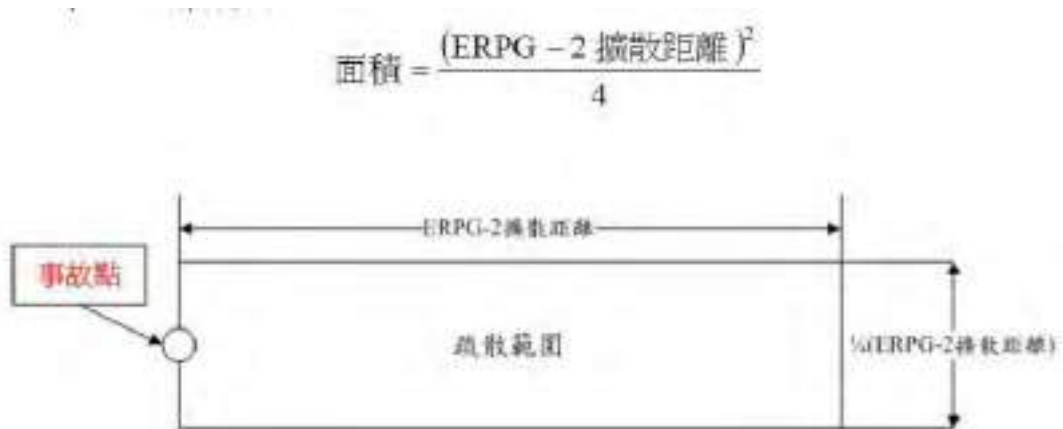 面積 = (ERPG – 2 擴散距離)² / 4
ERPG-2擴散距離
事故點
疏散範圍
¼(ERPG-2擴散距離)